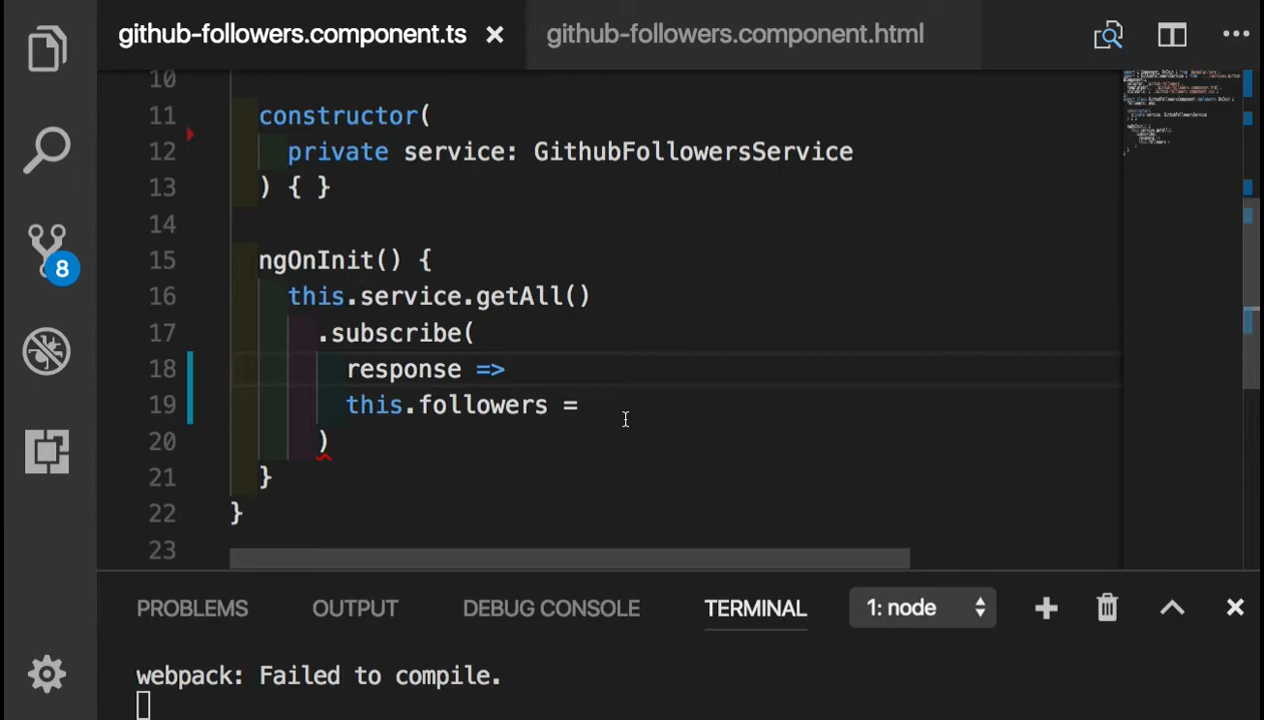 github-followers.component.ts
github-followers.component.html
10
11 constructor(
12 private service: GithubFollowersService
13 ) { }
14
15 ngOnInit() {
16 this.service.getAll()
17 .subscribe(
18 response =>
19 this.followers =
20 )
21 }
22 }
23
8
PROBLEMS OUTPUT DEBUG CONSOLE TERMINAL 1: node
webpack: Failed to compile.